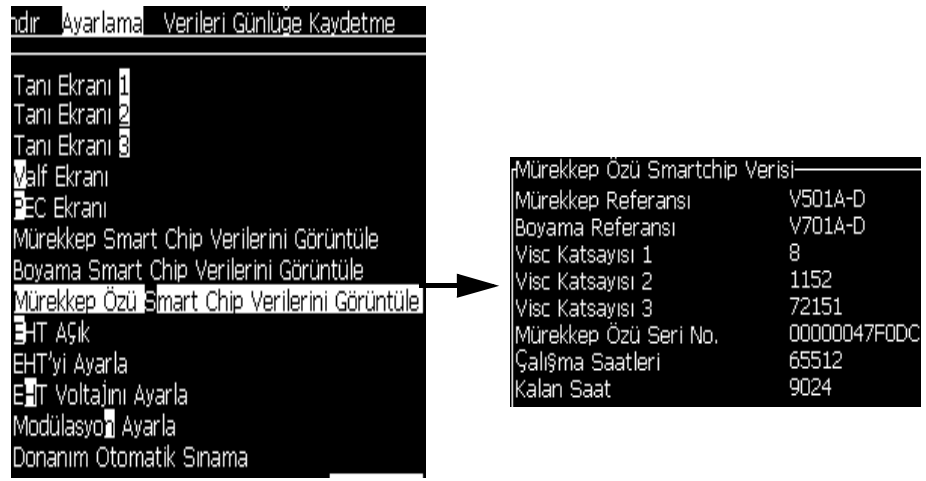 ndır Ayarlama Verileri Günlüğe Kaydetme
Tanı Ekranı 1
Tanı Ekranı 2
Tanı Ekranı 3
Valf Ekranı
PEC Ekranı
Mürekkep Smart Chip Verilerini Görüntüle
Boyama Smart Chip Verilerini Görüntüle
Mürekkep Özü Smart Chip Verilerini Görüntüle
EHT Açık
EHT'yi Ayarla
EHT Voltajını Ayarla
Modülasyon Ayarla
Donanım Otomatik Sınama
Mürekkep Özü Smartchip Verisi
Mürekkep Referansı V501A-D
Boyama Referansı V701A-D
Visc Katsayısı 1 8
Visc Katsayısı 2 1152
Visc Katsayısı 3 72151
Mürekkep Özü Seri No. 00000047F0DC
Çalışma Saatleri 65512
Kalan Saat 9024